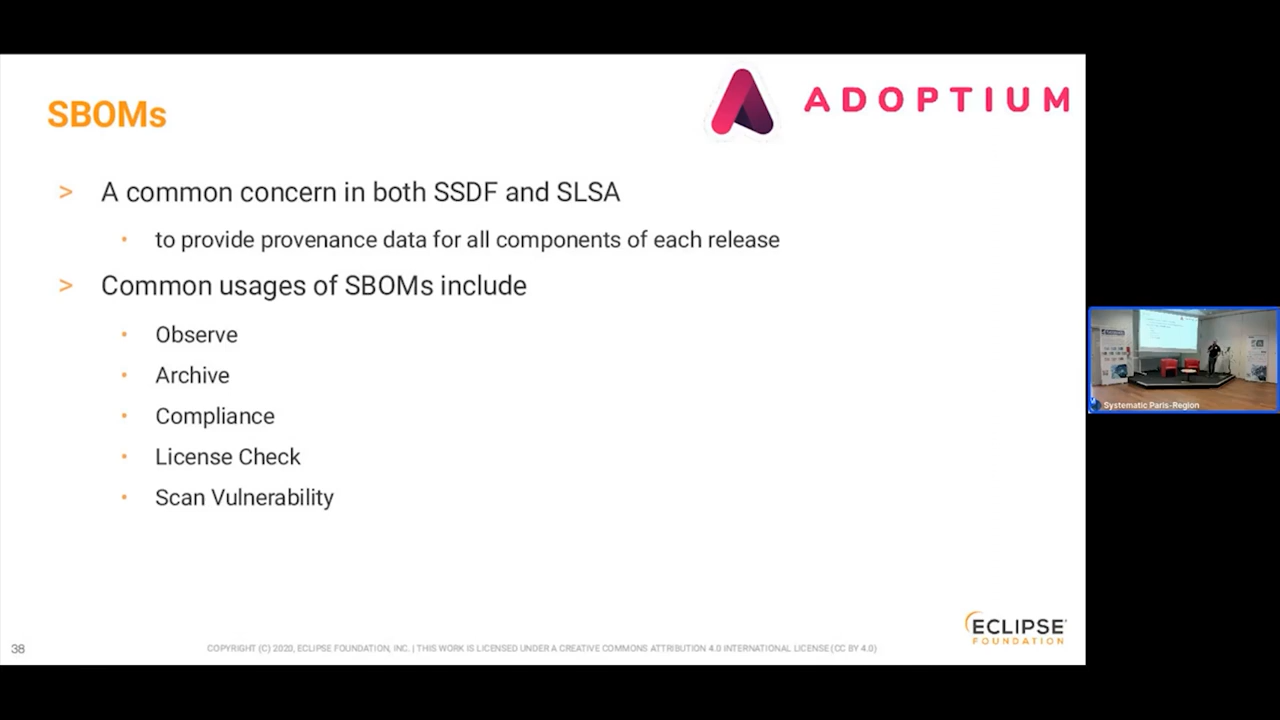 SBOMs
ADOPTIUM
> A common concern in both SSDF and SLSA
• to provide provenance data for all components of each release
> Common usages of SBOMs include
• Observe
• Archive
• Compliance
• License Check
• Scan Vulnerability
Systematic Paris-Region
ECLIPSE
FOUNDATION
38
COPYRIGHT (C) 2020, ECLIPSE FOUNDATION, INC. | THIS WORK IS LICENSED UNDER A CREATIVE COMMONS ATTRIBUTION 4.0 INTERNATIONAL LICENSE (CC BY 4.0)